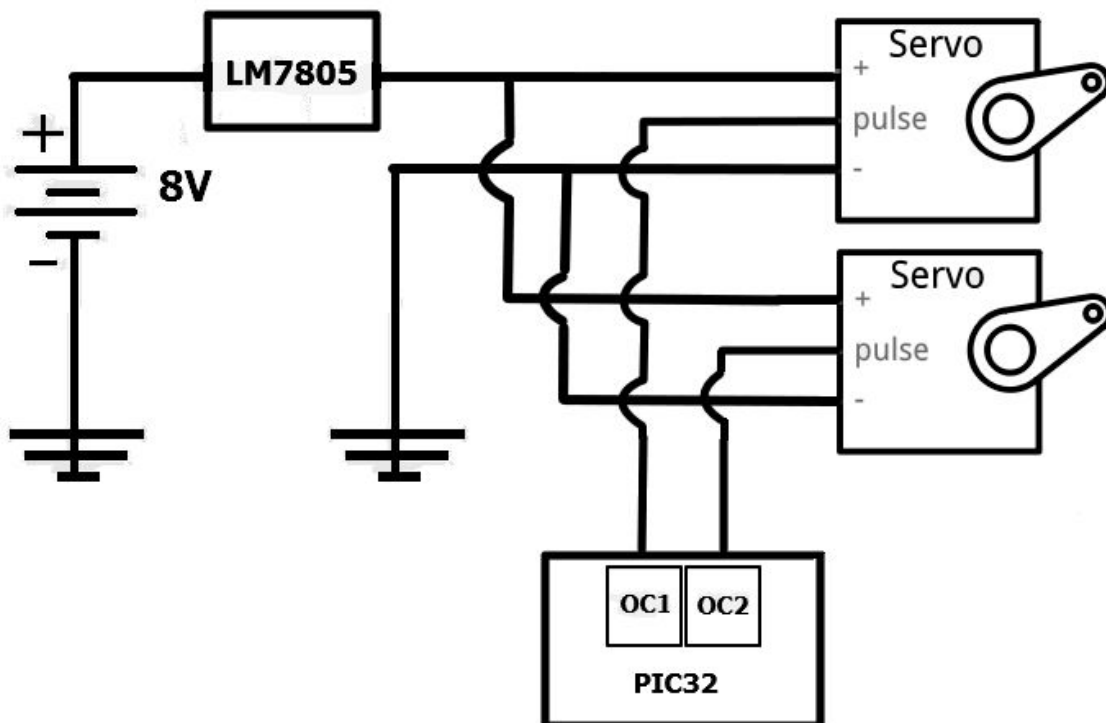 LM7805
+
8V
-
Servo
+
pulse
-
Servo
+
pulse
-
OC1 OC2
PIC32